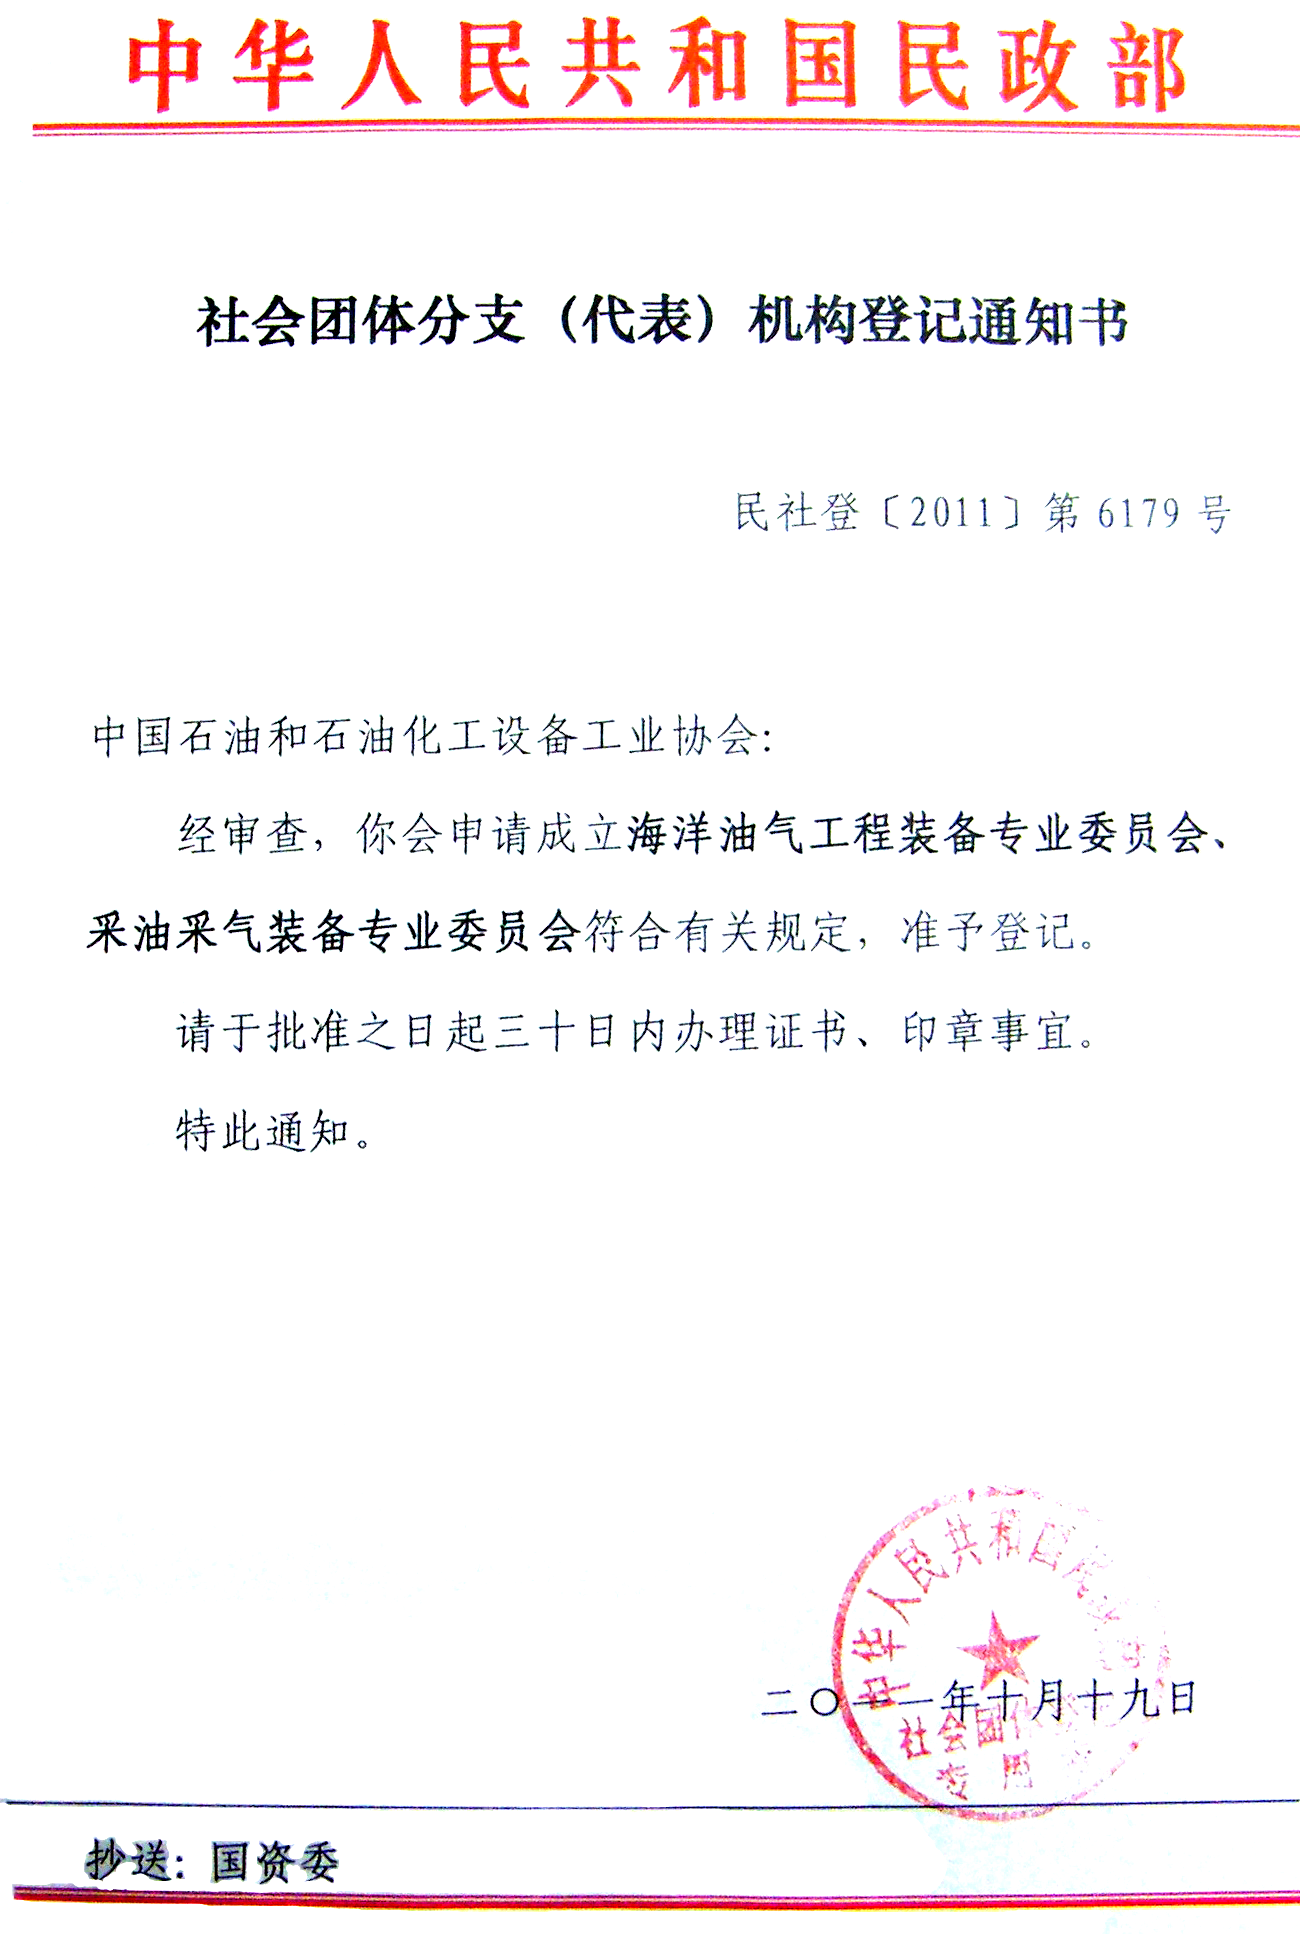 中华人民共和国民政部
社会团体分支（代表）机构登记通知书
民社登〔2011〕第 6179 号
中国石油和石油化工设备工业协会：
经审查，你会申请成立海洋油气工程装备专业委员会、
采油采气装备专业委员会符合有关规定，准予登记。
请于批准之日起三十日内办理证书、印章事宜。
特此通知。
中华人民共和国民政部
二〇一一年十月十九日
社会团体
专用
抄送：国资委